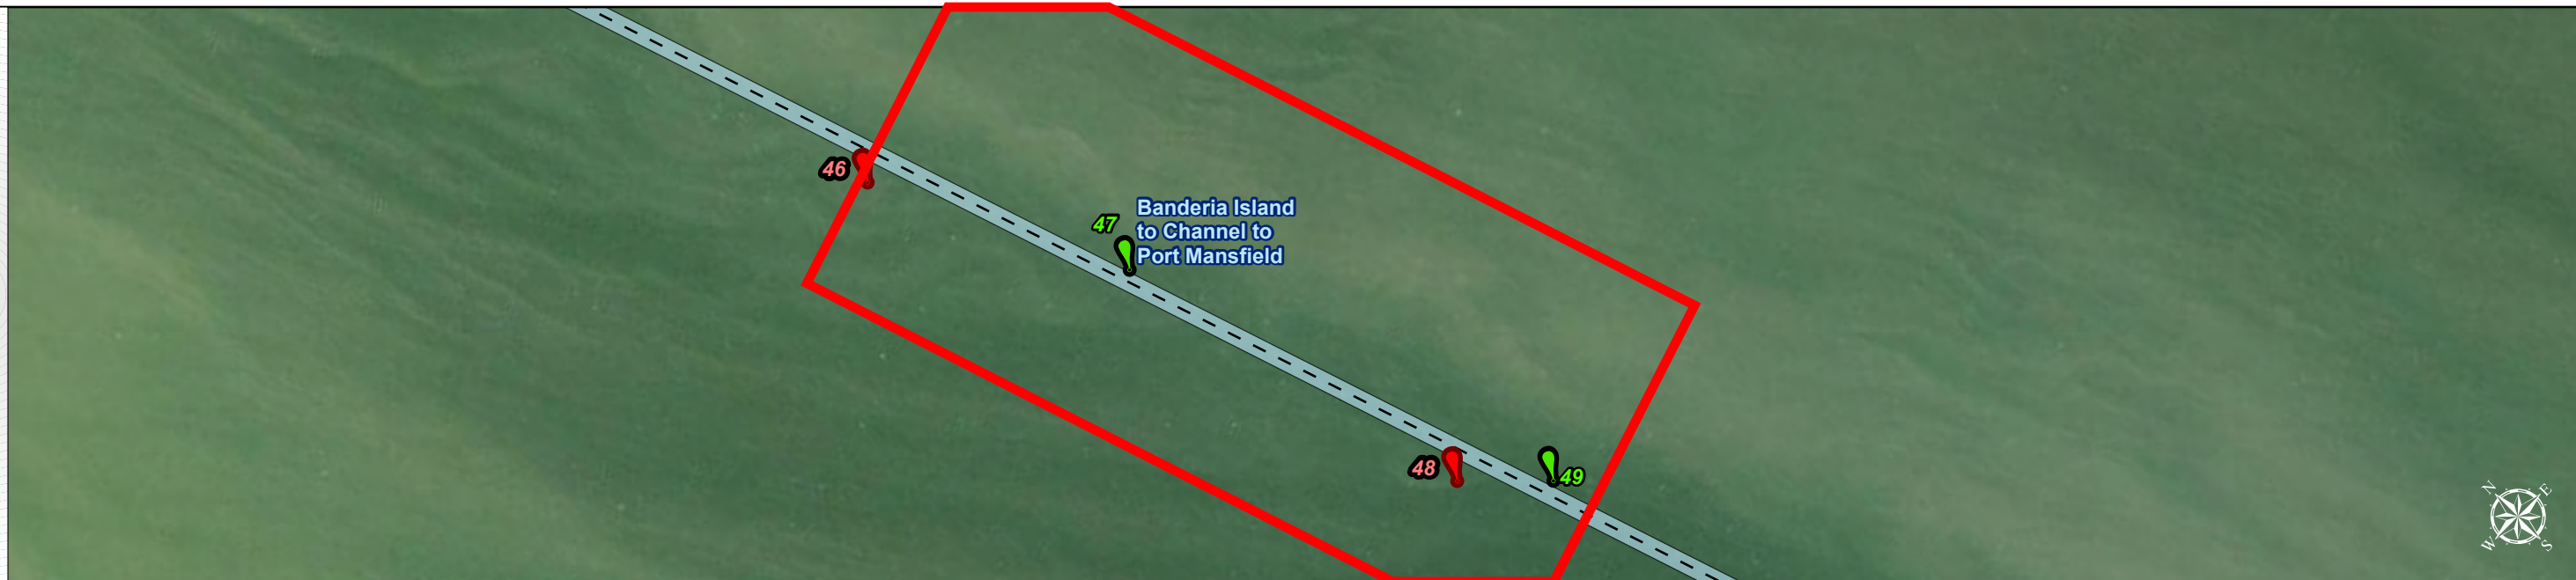 46
47
Banderia Island
to Channel to
Port Mansfield
48
49
N
E
W
S